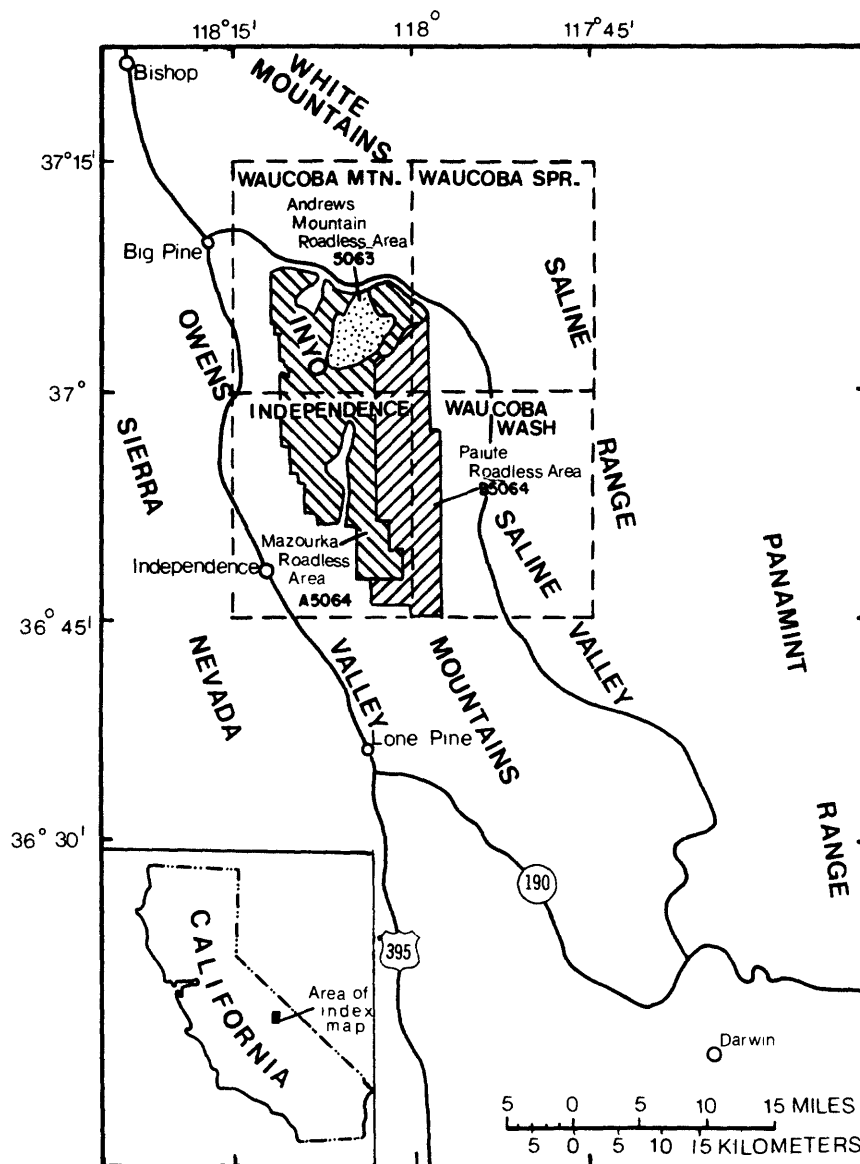 118°15'
118°
117°45'
Bishop
WHITE
MOUNTAINS
37°15'
WAUCOBA MTN.
WAUCOBA SPR.
Andrews
Mountain
Roadless Area
5063
Big Pine
SALINE
OWENS
INYO
37°
INDEPENDENCE
WAUCOBA
WASH
SIERRA
RANGE
Paiute
Roadless Area
B5064
SALINE
Mazourka
Roadless
Area
A5064
Independence
PANAMINT
36° 45'
NEVADA
VALLEY
MOUNTAINS
VALLEY
Lone Pine
36° 30'
RANGE
190
395
CALIFORNIA
Area of
index
map
Darwin
5 0 5 10 15 MILES
5 0 5 10 15 KILOMETERS